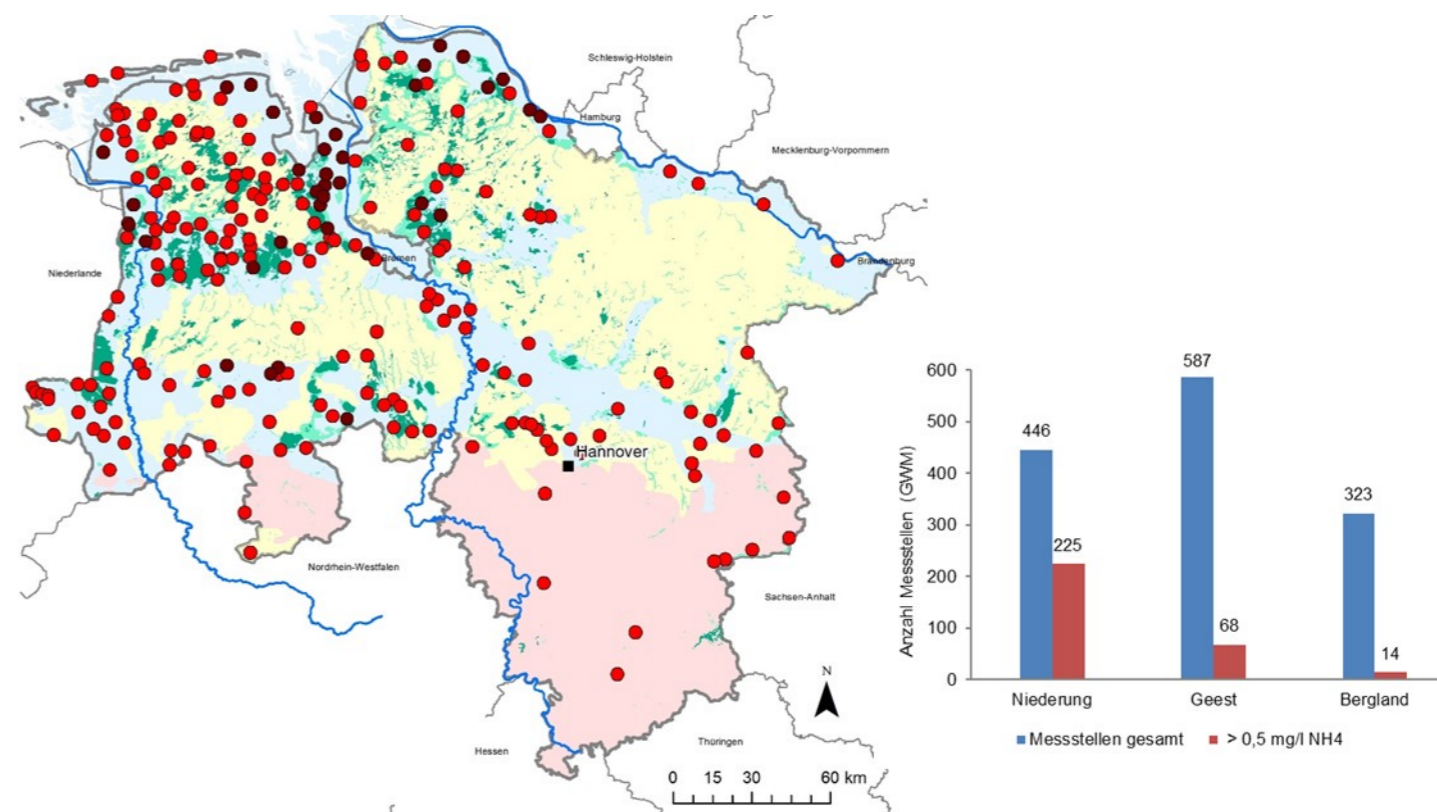 Schleswig-Holstein
Hamburg
Mecklenburg-Vorpommern
Niederlande
Bremen
Brandenburg
Hannover
Nordrhein-Westfalen
Sachsen-Anhalt
Hessen
Thüringen
N
0 15 30 60 km
Anzahl Messstellen (GWM)
600
500
400
300
200
100
0
446
225
587
68
323
14
Niederung Geest Bergland
Messstellen gesamt > 0,5 mg/l NH4